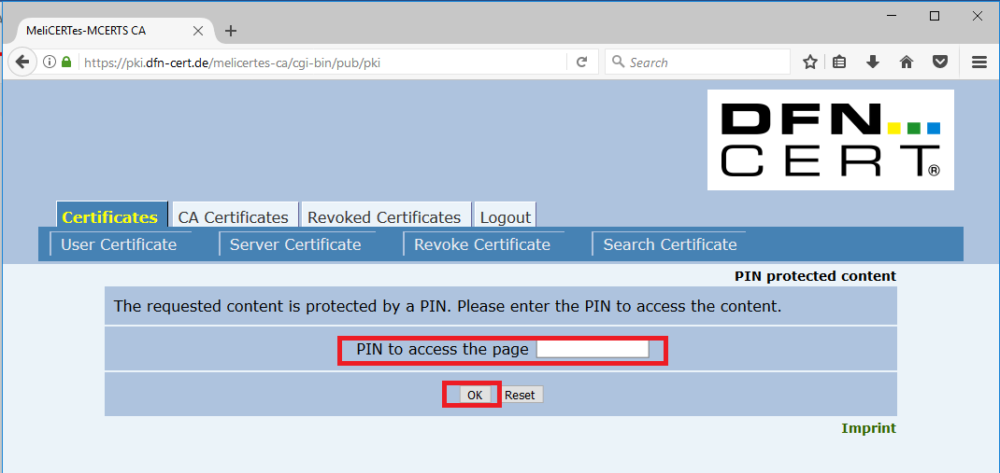 MeliCERTes-MCERTS CA
https://pki.dfn-cert.de/melicertes-ca/cgi-bin/pub/pki
Search
DFN
CERT®
Certificates
CA Certificates
Revoked Certificates
Logout
User Certificate
Server Certificate
Revoke Certificate
Search Certificate
PIN protected content
The requested content is protected by a PIN. Please enter the PIN to access the content.
PIN to access the page
OK
Reset
Imprint